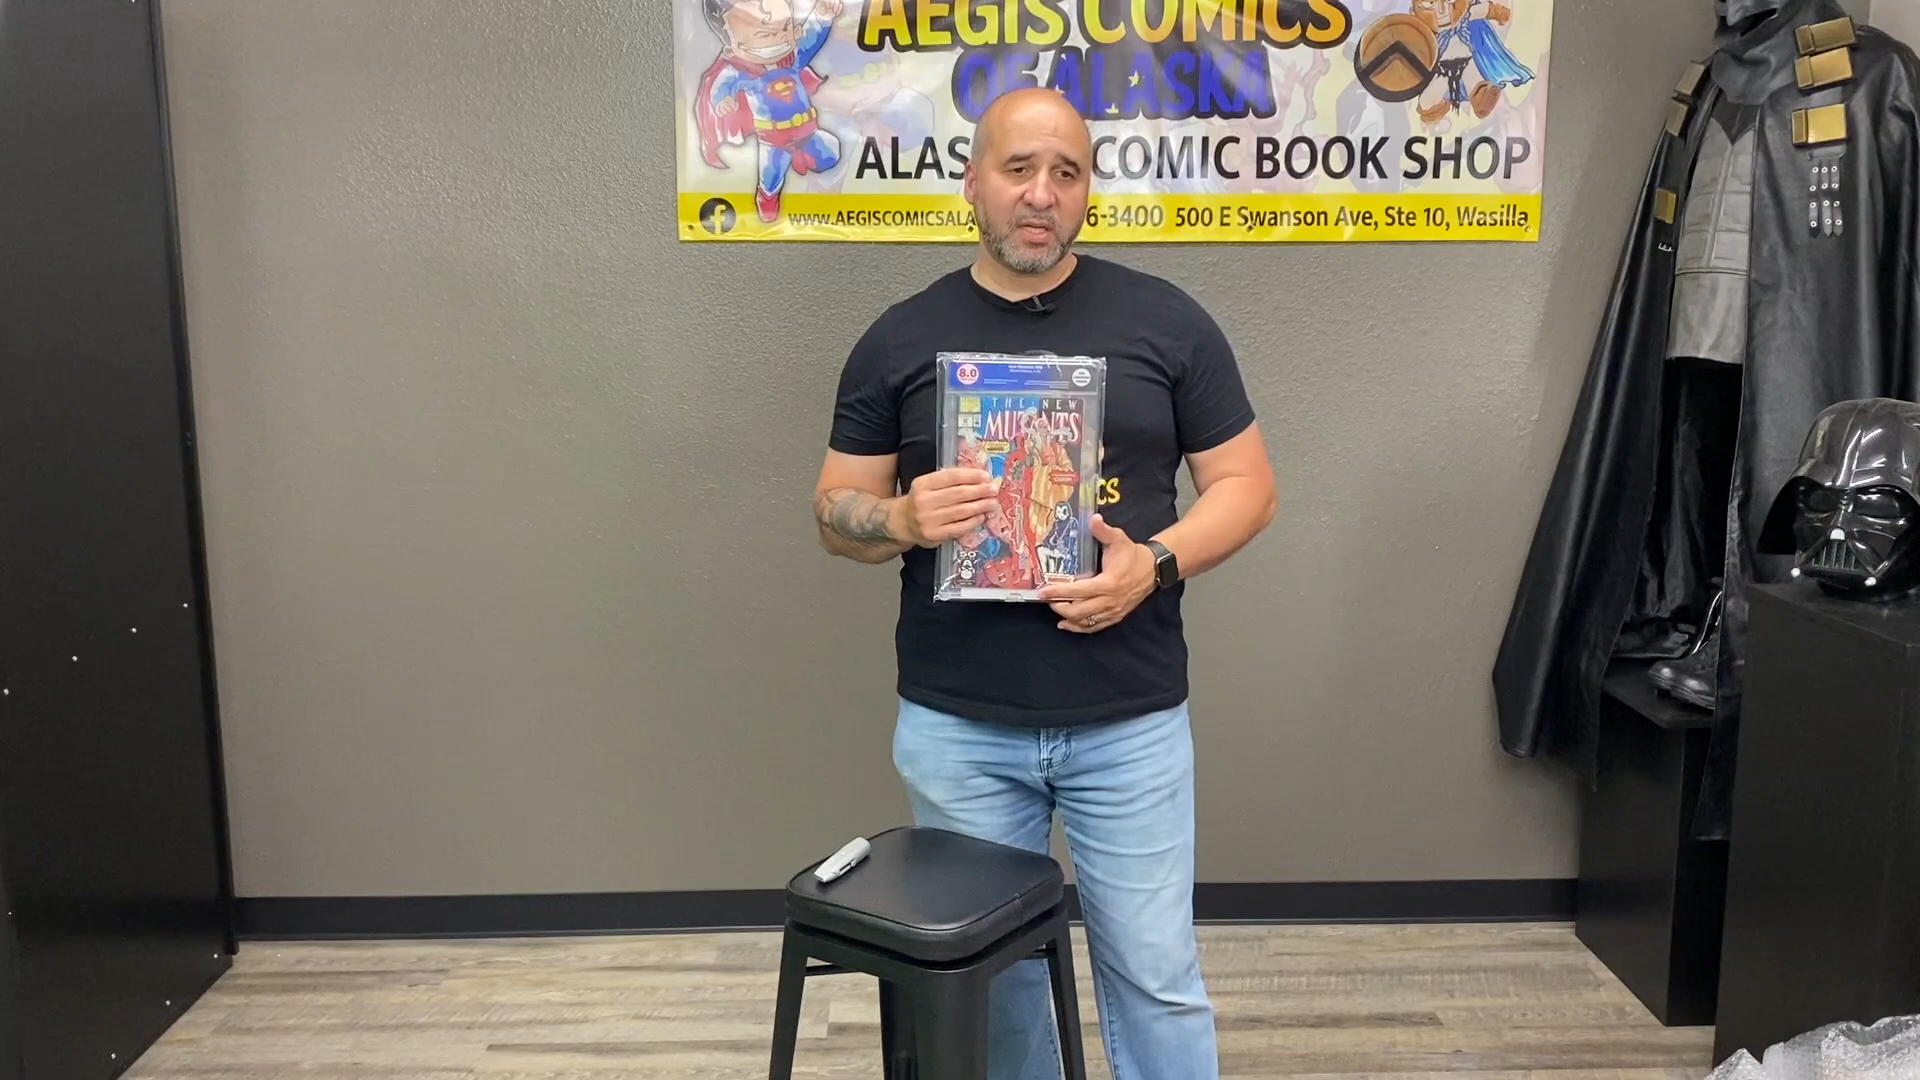 AEGIS COMICS
OF ALASKA
ALAS COMIC BOOK SHOP
f www.AEGISCOMICSALA 6-3400 500 E Swanson Ave, Ste 10, Wasilla
8.0
THE NEW
MUTANTS
CS